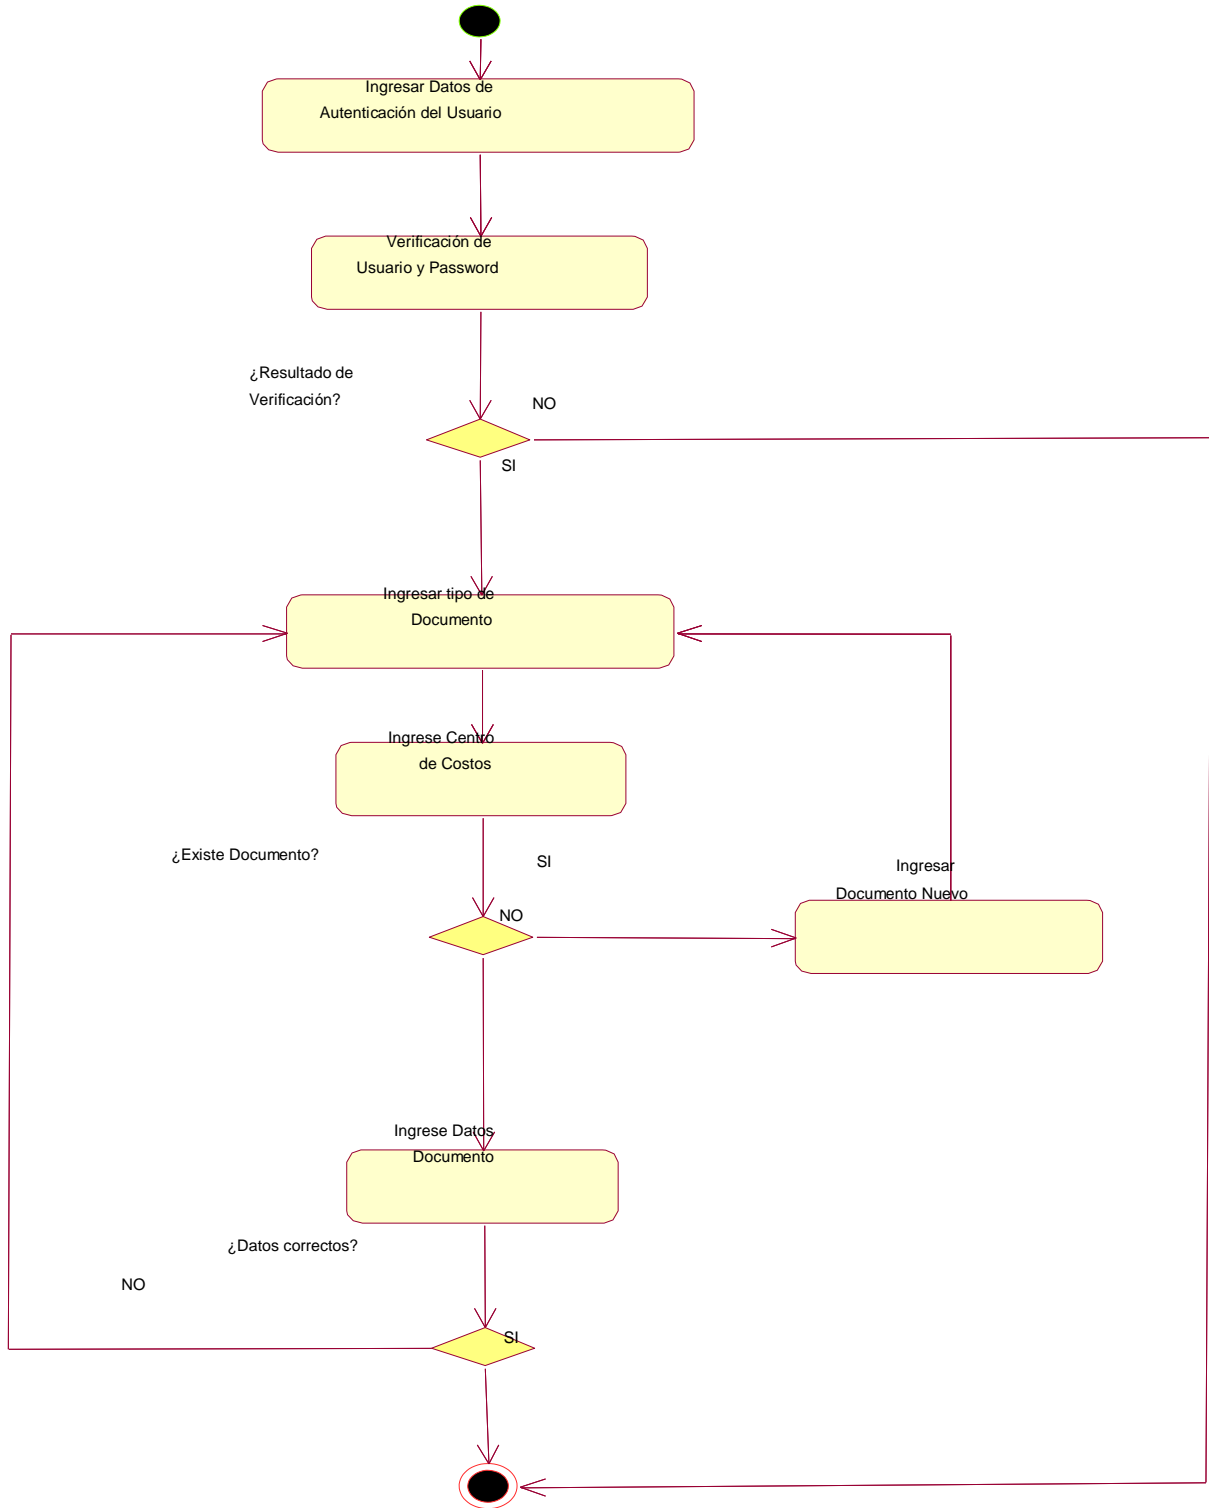 Ingresar Datos de
Autenticación del Usuario
Verificación de
Usuario y Password
¿Resultado de
Verificación?
NO
SI
Ingresar tipo de
Documento
Ingrese Centro
de Costos
¿Existe Documento?
SI
Ingresar
Documento Nuevo
NO
Ingrese Datos
Documento
¿Datos correctos?
NO
SI